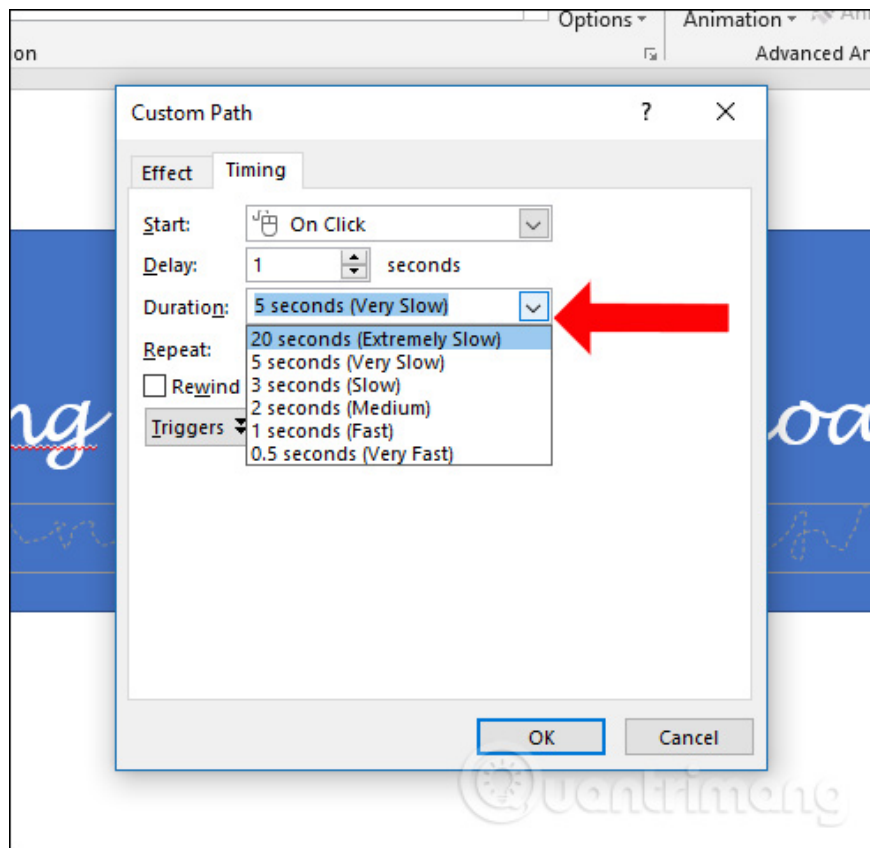 Options
Animation
on
Advanced An
Custom Path
?
Effect
Timing
Start:
On Click
Delay:
1
seconds
Duration:
5 seconds (Very Slow)
20 seconds (Extremely Slow)
Repeat:
5 seconds (Very Slow)
Rewind
3 seconds (Slow)
2 seconds (Medium)
Triggers
1 seconds (Fast)
0.5 seconds (Very Fast)
ng
oa
OK
Cancel
Quantrimang